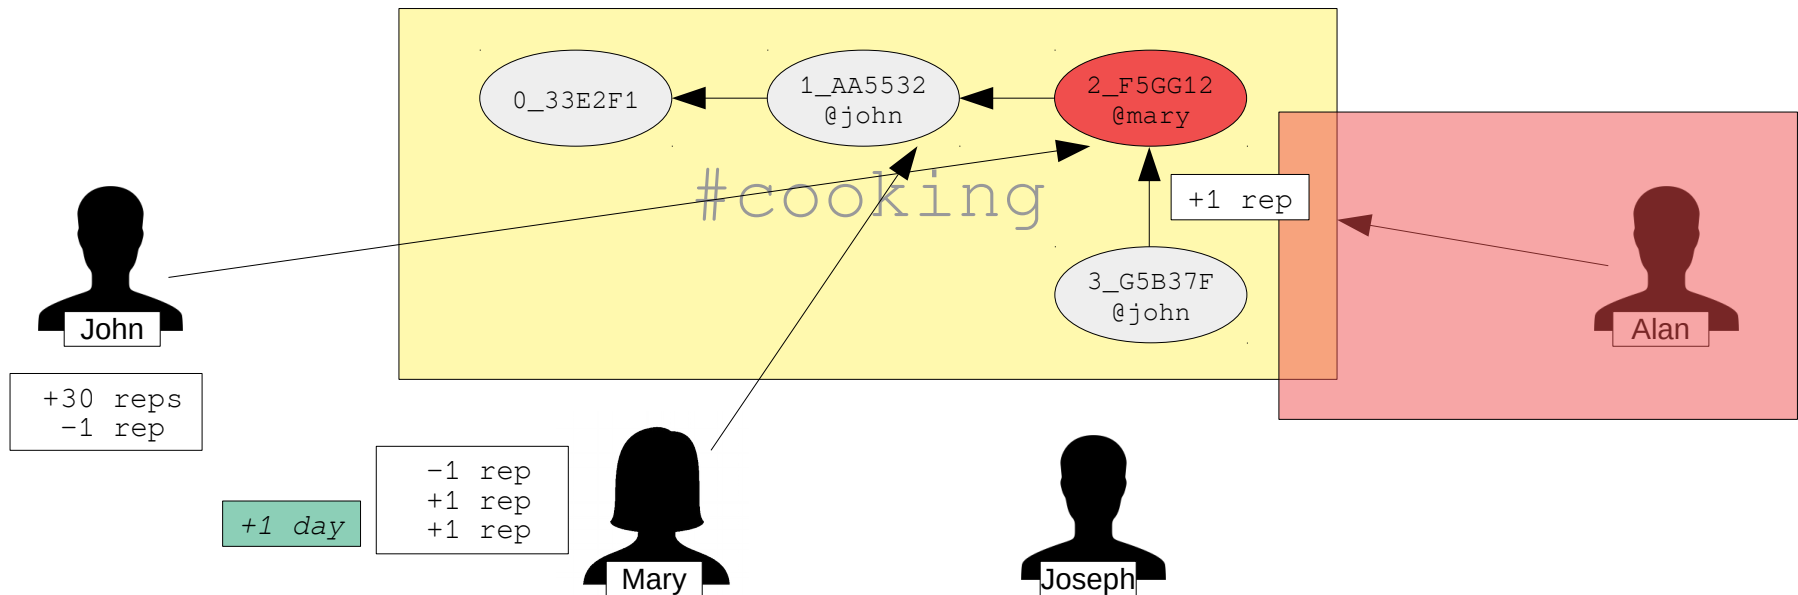 0_33E2F1
1_AA5532
@john
2_F5GG12
@mary
#cooking
+1 rep
3_G5B37F
@john
John
Alan
+30 reps
-1 rep
-1 rep
+1 rep
+1 rep
+1 day
Mary
Joseph